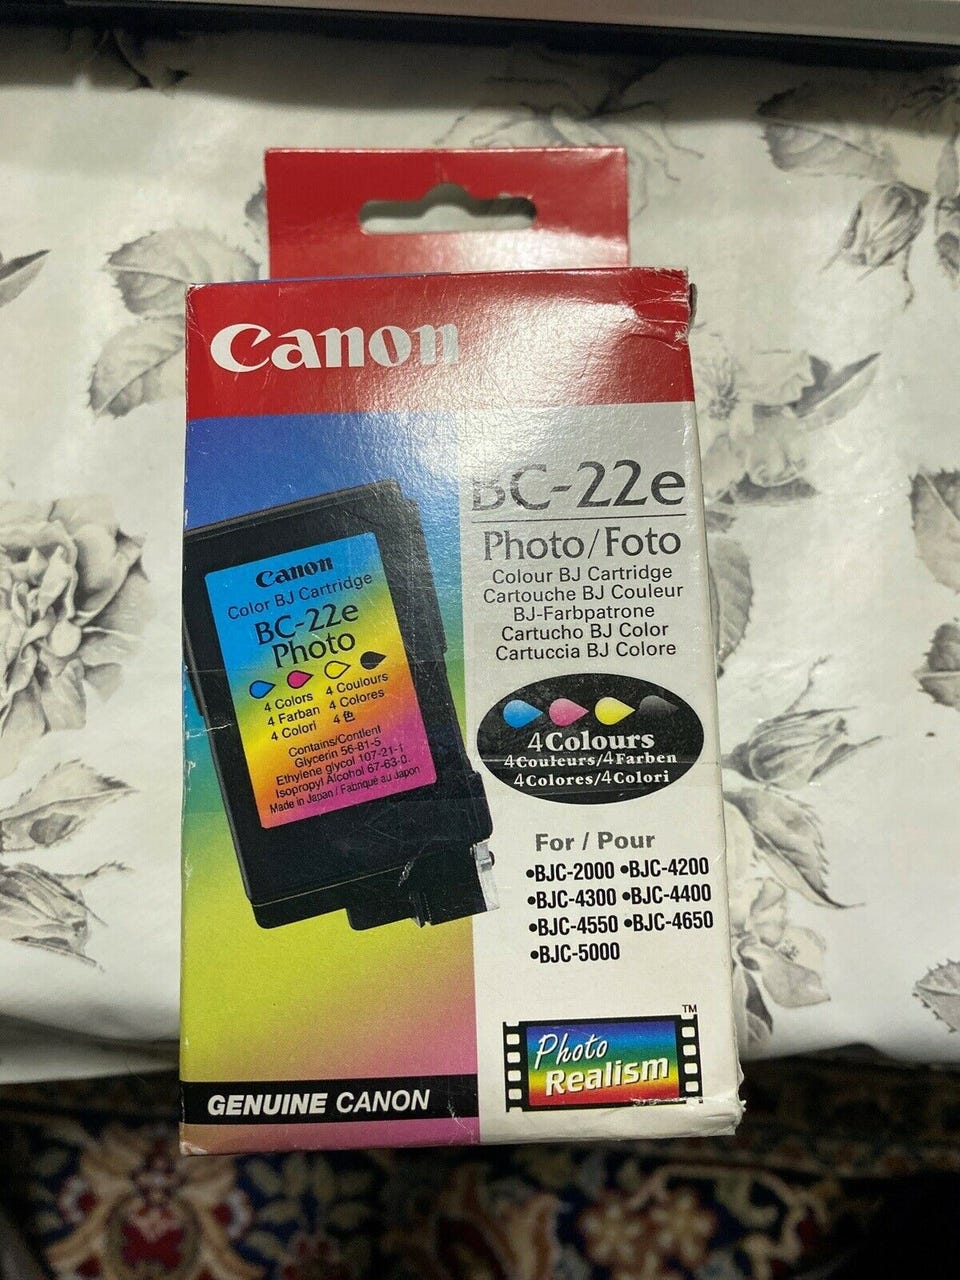 Canon
BC-22e
Photo/Foto
Colour BJ Cartridge
Cartouche BJ Couleur
BJ-Farbpatrone
Cartucho BJ Color
Cartuccia BJ Colore
4Colours
4Couleurs/4Farben
4Colores/4Colori
Canon
Color BJ Cartridge
BC-22e
Photo
4 Colors 4 Couleurs
4 Farban 4 Colores
4 Colori 4色
Contains/Contient
Glycerin 56-81-5
Ethylene glycol 107-21-1
Isopropyl Alcohol 67-63-0.
Made in Japan / Fabriqué au Japon
For / Pour
•BJC-2000 •BJC-4200
•BJC-4300 •BJC-4400
•BJC-4550 •BJC-4650
•BJC-5000
Photo
Realism
TM
GENUINE CANON